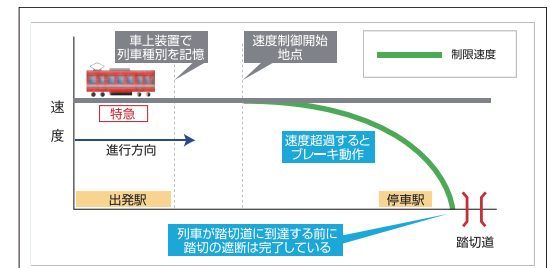 車上装置で
列車種別を記憶
速度制御開始
地点
制限速度
速
度
特急
進行方向
速度超過すると
ブレーキ動作
出発駅
停車駅
列車が踏切道に到達する前に
踏切の遮断は完了している
踏切道